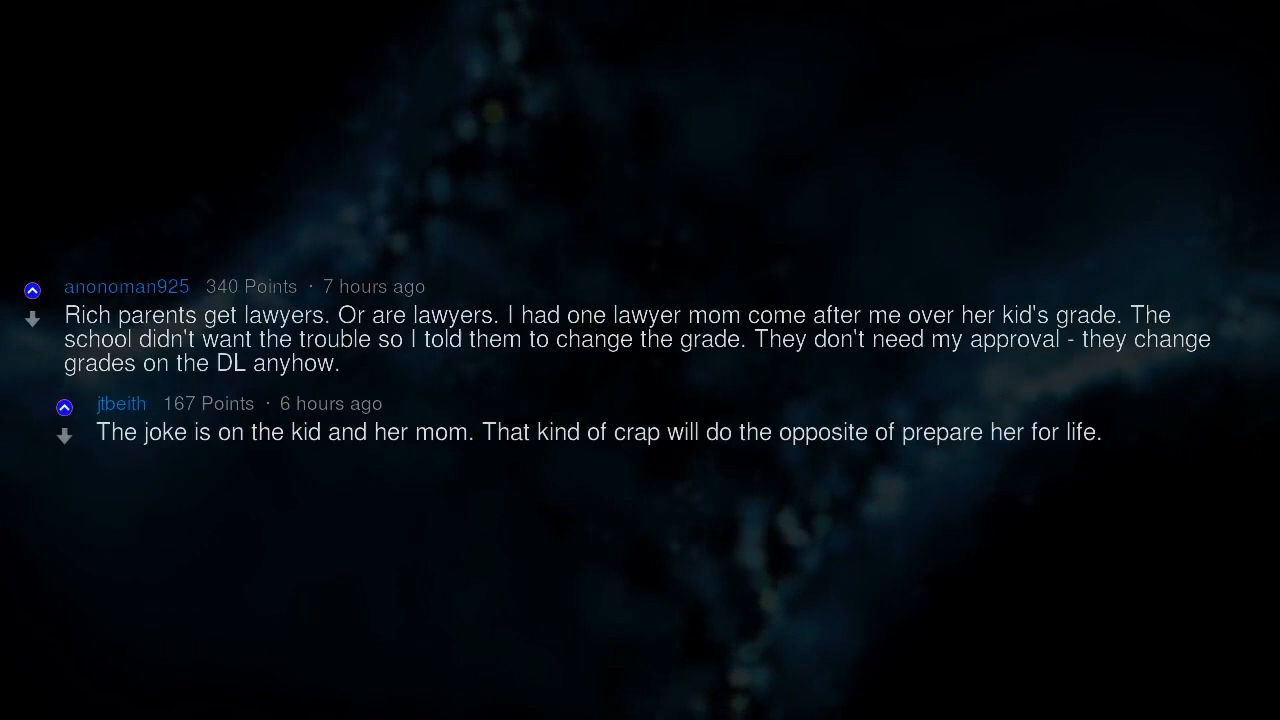 anonoman925 340 Points · 7 hours ago
Rich parents get lawyers. Or are lawyers. I had one lawyer mom come after me over her kid's grade. The
school didn't want the trouble so I told them to change the grade. They don't need my approval - they change
grades on the DL anyhow.
jtbeith 167 Points · 6 hours ago
The joke is on the kid and her mom. That kind of crap will do the opposite of prepare her for life.